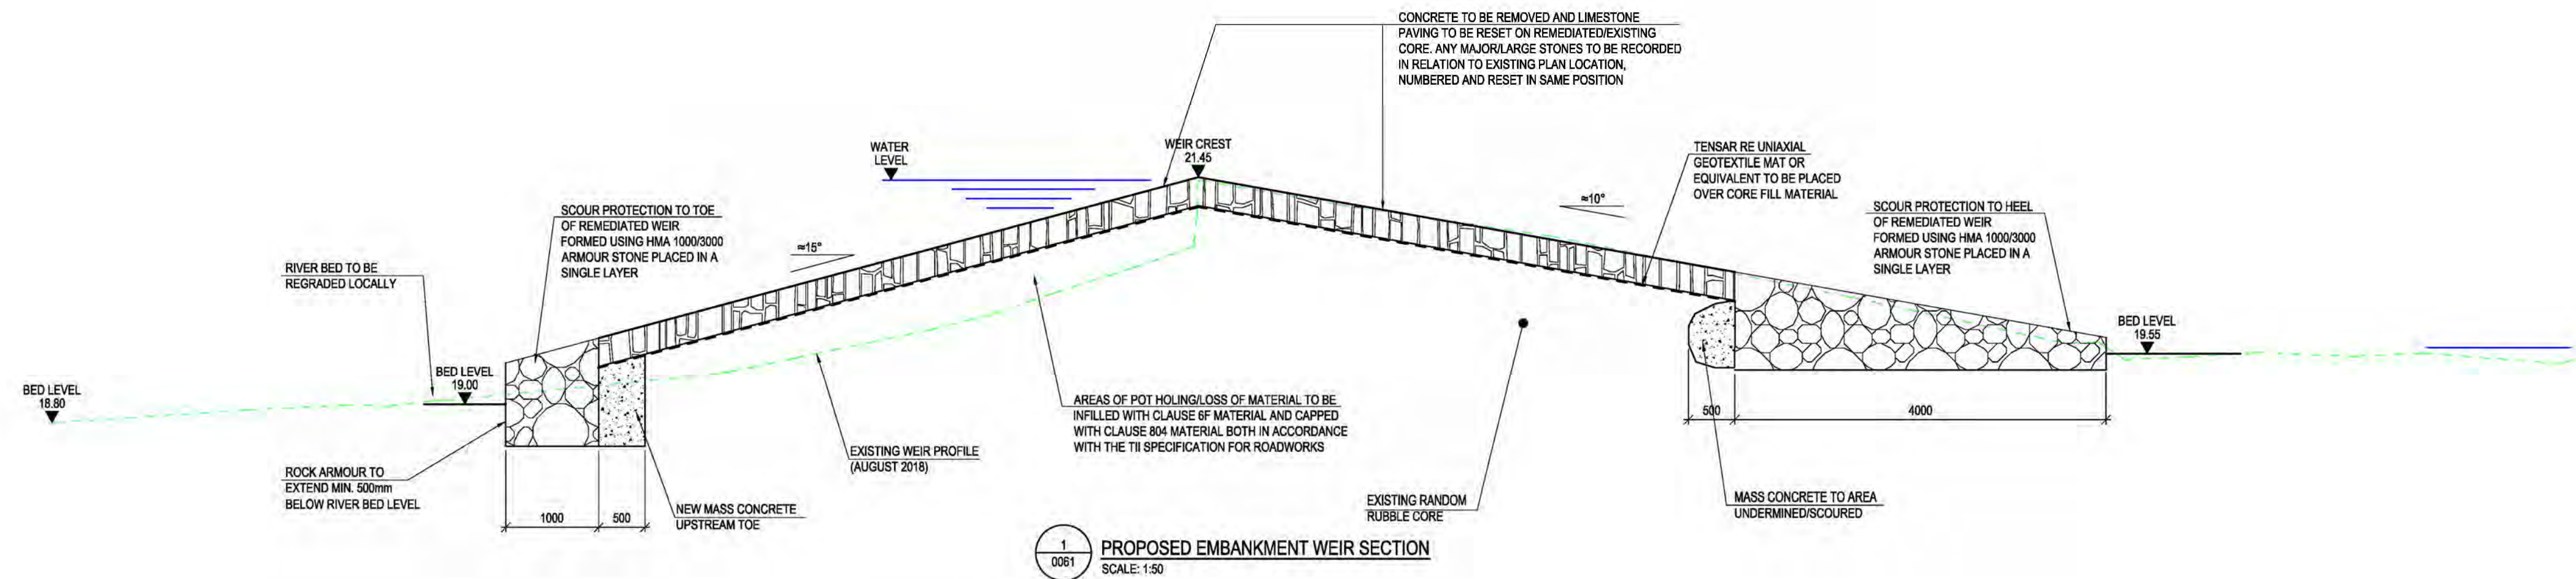 CONCRETE TO BE REMOVED AND LIMESTONE
PAVING TO BE RESET ON REMEDIATED/EXISTING
CORE. ANY MAJOR/LARGE STONES TO BE RECORDED
IN RELATION TO EXISTING PLAN LOCATION,
NUMBERED AND RESET IN SAME POSITION
WATER
LEVEL
WEIR CREST
21.45
TENSAR RE UNIAXIAL
GEOTEXTILE MAT OR
EQUIVALENT TO BE PLACED
OVER CORE FILL MATERIAL
≈10°
SCOUR PROTECTION TO HEEL
OF REMEDIATED WEIR
FORMED USING HMA 1000/3000
ARMOUR STONE PLACED IN A
SINGLE LAYER
SCOUR PROTECTION TO TOE
OF REMEDIATED WEIR
FORMED USING HMA 1000/3000
ARMOUR STONE PLACED IN A
SINGLE LAYER
≈15°
RIVER BED TO BE
REGRADED LOCALLY
BED LEVEL
19.55
BED LEVEL
19.00
BED LEVEL
18.80
AREAS OF POT HOLING/LOSS OF MATERIAL TO BE
INFILLED WITH CLAUSE 6F MATERIAL AND CAPPED
WITH CLAUSE 804 MATERIAL BOTH IN ACCORDANCE
WITH THE TII SPECIFICATION FOR ROADWORKS
500
4000
EXISTING WEIR PROFILE
(AUGUST 2018)
ROCK ARMOUR TO
EXTEND MIN. 500mm
BELOW RIVER BED LEVEL
1000
500
NEW MASS CONCRETE
UPSTREAM TOE
EXISTING RANDOM
RUBBLE CORE
MASS CONCRETE TO AREA
UNDERMINED/SCOURED
1
0061
PROPOSED EMBANKMENT WEIR SECTION
SCALE: 1:50